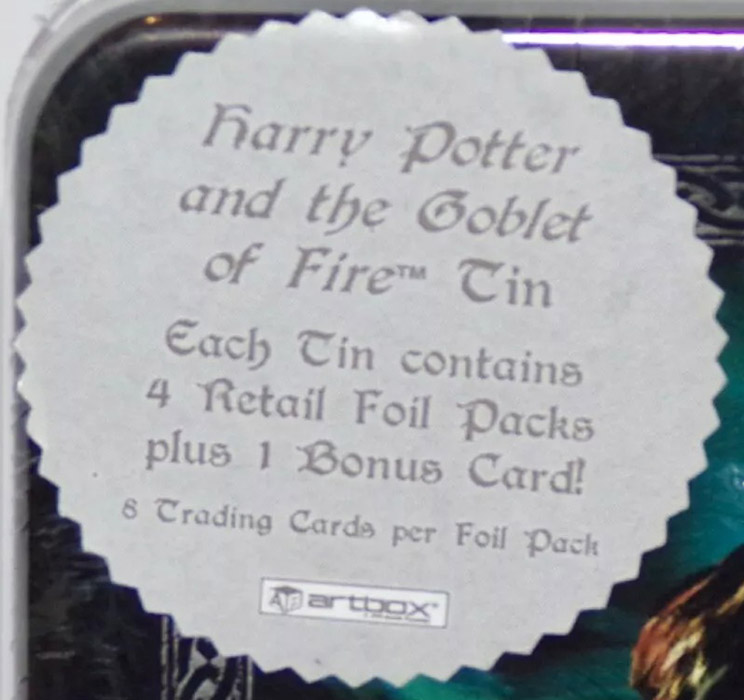 Harry Potter
and the Goblet
of Fire™ Tin
Each Tin contains
4 Retail Foil Packs
plus 1 Bonus Card!
8 Trading Cards per Foil Pack
artbox